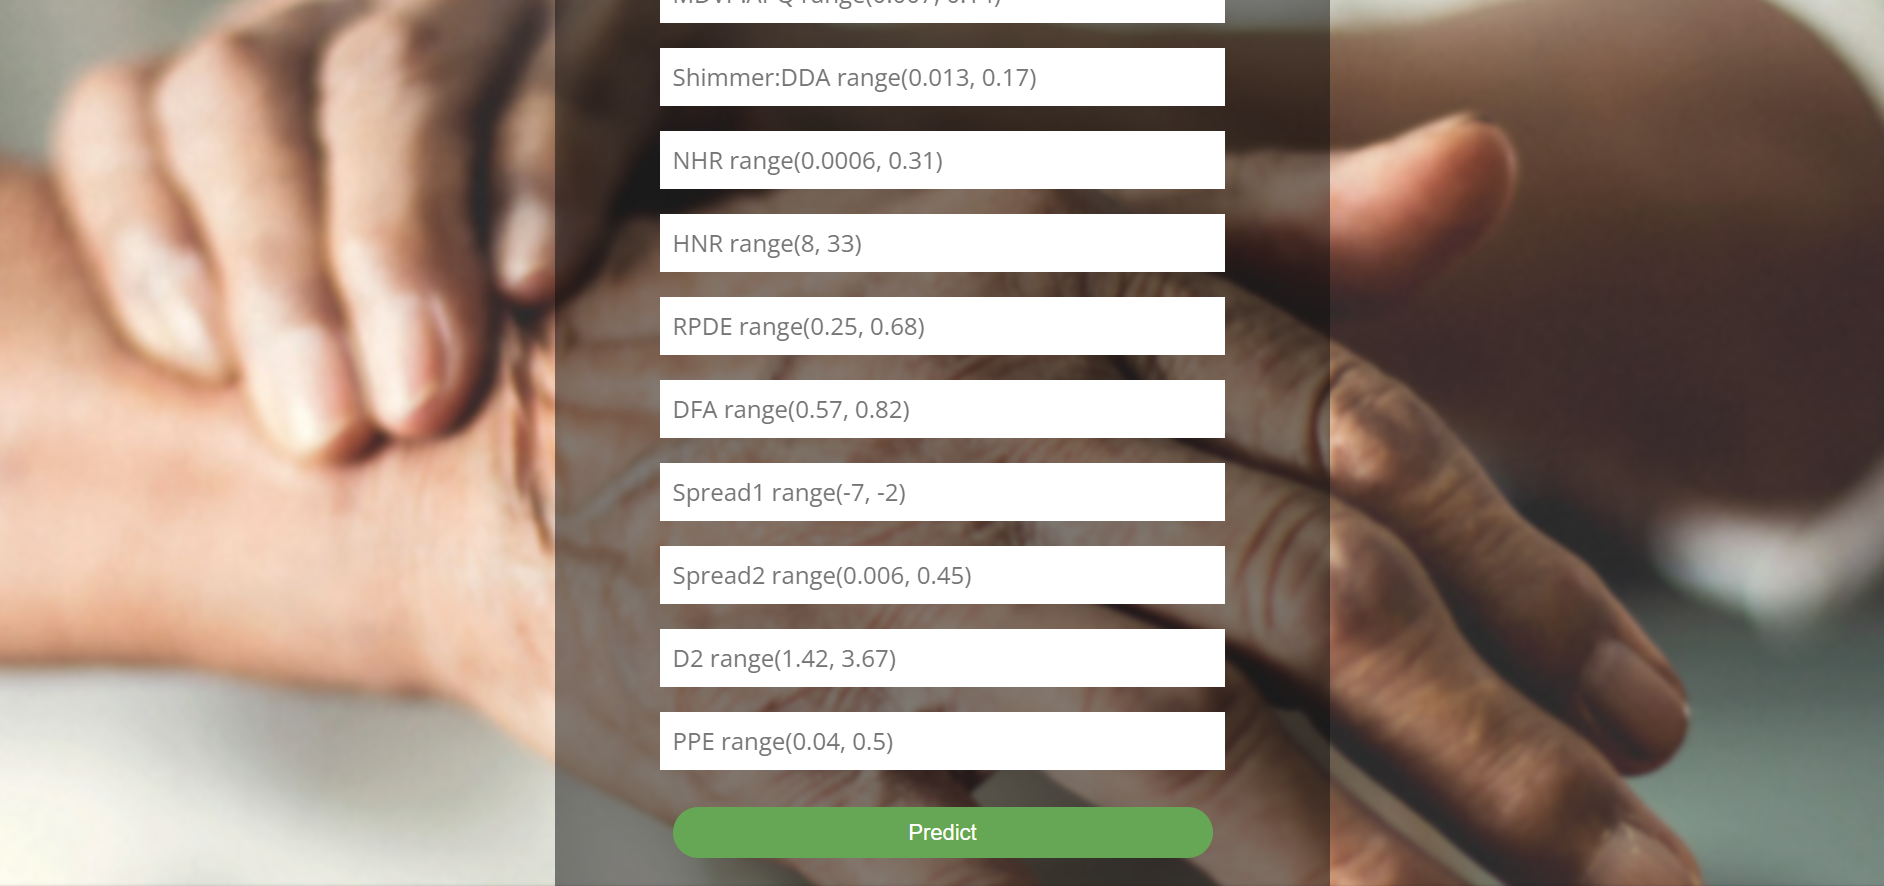 Shimmer:DDA range(0.013, 0.17)
NHR range(0.0006, 0.31)
HNR range(8, 33)
RPDE range(0.25, 0.68)
DFA range(0.57, 0.82)
Spread1 range(-7, -2)
Spread2 range(0.006, 0.45)
D2 range(1.42, 3.67)
PPE range(0.04, 0.5)
Predict